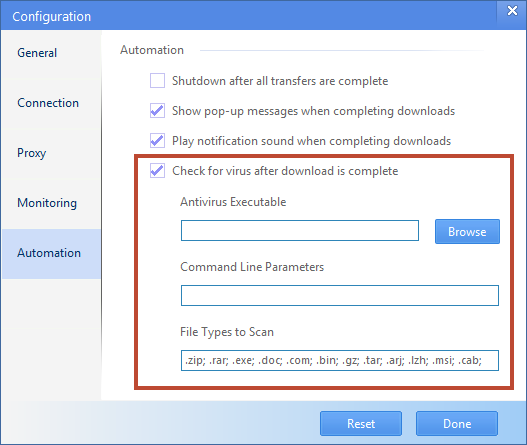 Configuration
General
Automation
Shutdown after all transfers are complete
Connection
Show pop-up messages when completing downloads
Play notification sound when completing downloads
Proxy
Check for virus after download is complete
Monitoring
Antivirus Executable
Browse
Automation
Command Line Parameters
File Types to Scan
.zip; .rar; .exe; .doc; .com; .bin; .gz; .tar; .arj; .lzh; .msi; .cab;
Reset
Done